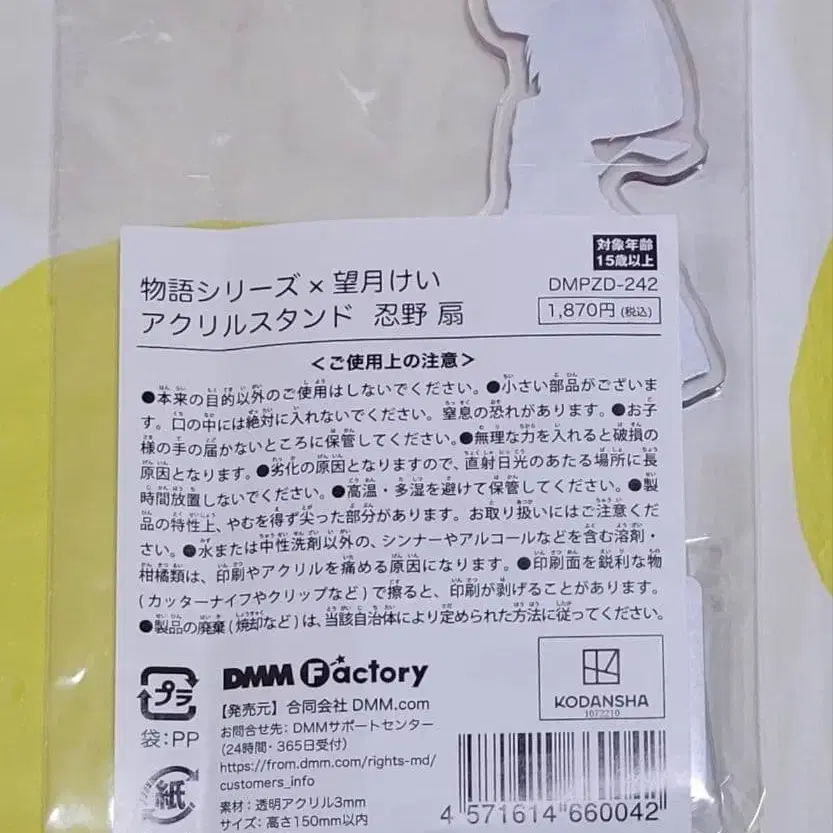 対象年齢
15歳以上
物語シリーズ × 望月けい
DMPZD-242
アクリルスタンド 忍野 扇
1,870円 (税込)
<ご使用上の注意>
●本来の目的以外のご使用はしないでください。●小さい部品がございま
す。口の中には絶対に入れないでください。窒息の恐れがあります。●お子
様の手の届かないところに保管してください。●無理な力を入れると破損の
原因となります。●劣化の原因となりますので、直射日光のあたる場所に長
時間放置しないでください。●高温・多湿を避けて保管してください。●製
品の特性上、やむを得ず尖った部分があります。お取り扱いにはご注意くだ
さい。●水または中性洗剤以外の、シンナーやアルコールなどを含む溶剤・
柑橘類は、印刷やアクリルを痛める原因になります。●印刷面を鋭利な物
(カッターナイフやクリップなど)で擦ると、印刷が剥げることがあります。
●製品の廃棄(焼却など)は、当該自治体により定められた方法に従ってください。
プラ
袋:PP
紙
DMM Factory
【発売元】合同会社 DMM.com
お問合せ先:DMMサポートセンター
(24時間・365日受付)
https://from.dmm.com/rights-md/
customers_info
素材:透明アクリル3mm
サイズ:高さ150mm以内
KODANSHA
1072210
4 571614 660042